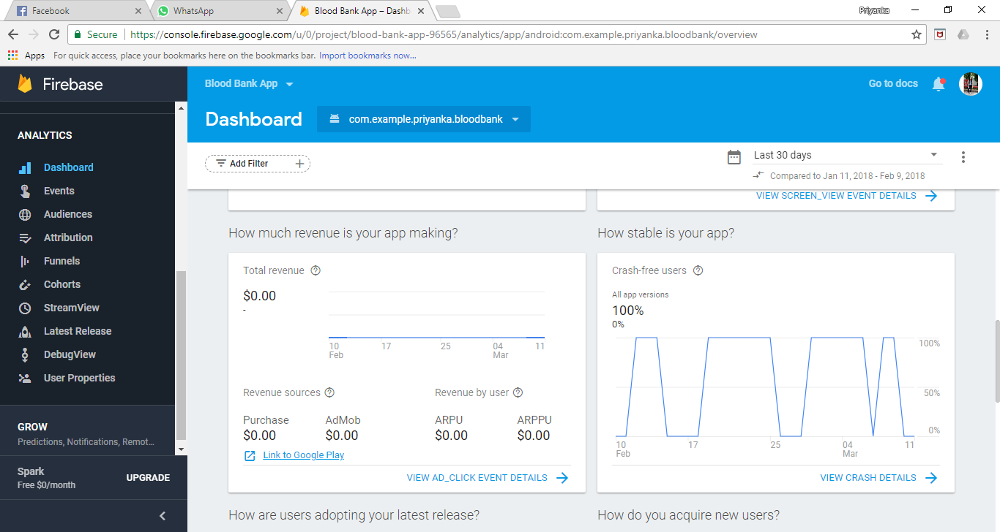 Facebook
WhatsApp
Blood Bank App – Dashb
Priyanka
Secure
https://console.firebase.google.com/u/0/project/blood-bank-app-96565/analytics/app/android:com.example.priyanka.bloodbank/overview
Apps For quick access, place your bookmarks here on the bookmarks bar. Import bookmarks now...
Firebase
ANALYTICS
Dashboard
Events
Audiences
Attribution
Funnels
Cohorts
StreamView
Latest Release
DebugView
User Properties
GROW
Predictions, Notifications, Remot...
Spark
Free $0/month
UPGRADE
Blood Bank App
Go to docs
Dashboard
com.example.priyanka.bloodbank
Add Filter
Last 30 days
Compared to Jan 11, 2018 - Feb 9, 2018
VIEW SCREEN_VIEW EVENT DETAILS
How much revenue is your app making?
Total revenue
$0.00
-
10 17 25 04 11
Feb Mar
Revenue sources
Revenue by user
Purchase AdMob ARPU ARPPU
$0.00 $0.00 $0.00 $0.00
Link to Google Play
VIEW AD_CLICK EVENT DETAILS
How stable is your app?
Crash-free users
All app versions
100%
0%
100%
50%
0%
10 17 25 04 11
Feb Mar
VIEW CRASH DETAILS
How are users adopting your latest release?
How do you acquire new users?